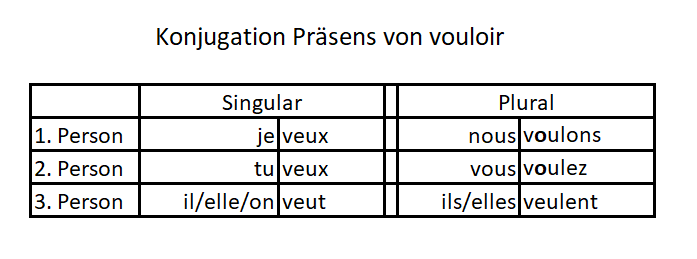 Konjugation Präsens von vouloir
Singular Plural
1. Person je veux nous voulons
2. Person tu veux vous voulez
3. Person il/elle/on veut ils/elles veulent